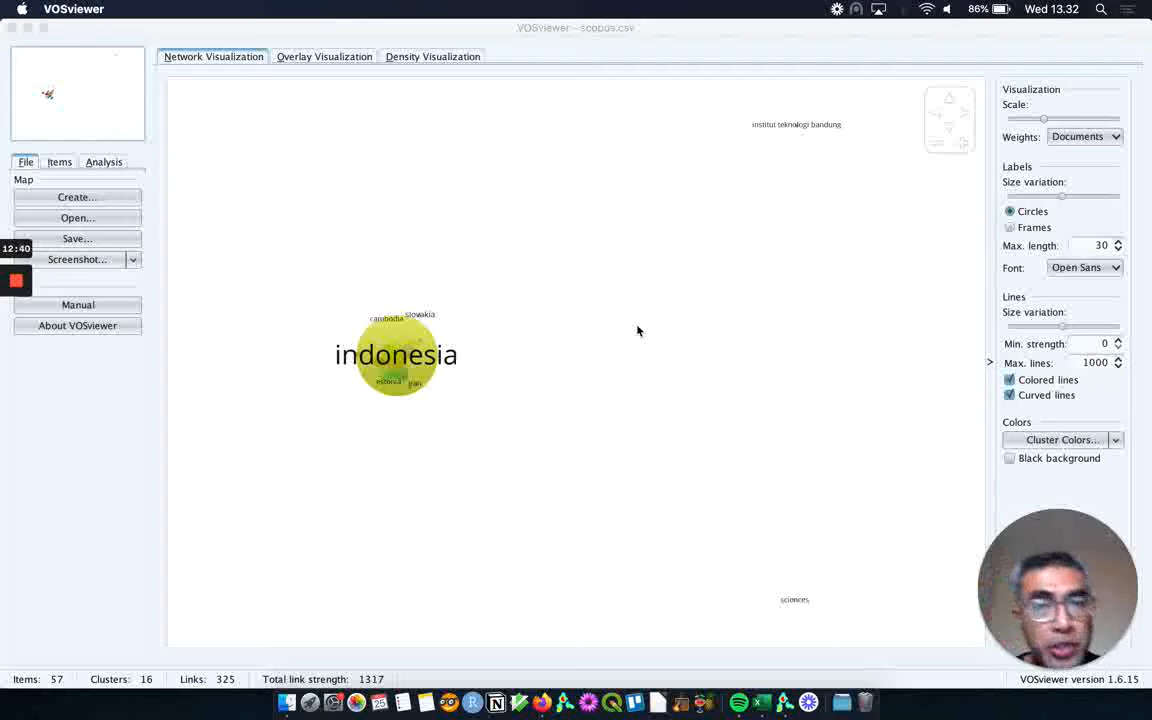 VOSviewer
86%
Wed 13.32
VOSviewer - scopus.csv
Network Visualization
Overlay Visualization
Density Visualization
File
Items
Analysis
Map
Create...
Open...
Save...
Screenshot...
Manual
About VOSviewer
12:40
institut teknologi bandung
cambodia
slovakia
indonesia
estonia
iran
sciences
Visualization
Scale:
Weights:
Documents
Labels
Size variation:
Circles
Frames
Max. length:
30
Font:
Open Sans
Lines
Size variation:
Min. strength:
0
Max. lines:
1000
Colored lines
Curved lines
Colors
Cluster Colors...
Black background
>
Items: 57
Clusters: 16
Links: 325
Total link strength: 1317
VOSviewer version 1.6.15
25
R
N